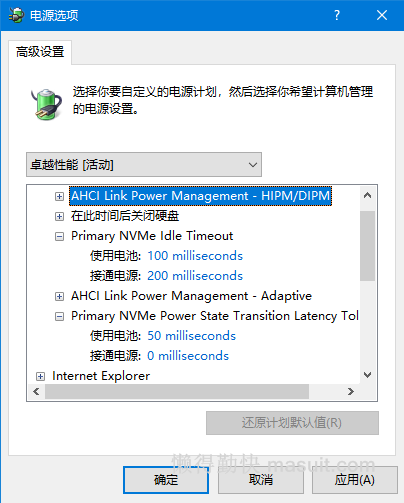 电源选项
高级设置
选择你要自定义的电源计划，然后选择你希望计算机管理
的电源设置。
卓越性能 [活动]
AHCI Link Power Management - HIPM/DIPM
在此时间后关闭硬盘
Primary NVMe Idle Timeout
使用电池: 100 milliseconds
接通电源: 200 milliseconds
AHCI Link Power Management - Adaptive
Primary NVMe Power State Transition Latency Tol
使用电池: 50 milliseconds
接通电源: 0 milliseconds
Internet Explorer
还原计划默认值(R)
懒得勤快 masuit.com
确定 取消 应用(A)